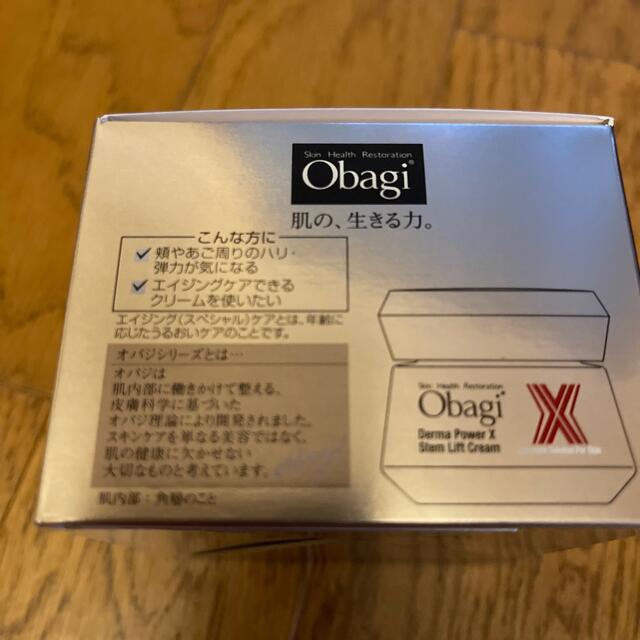 Skin Health Restoration
Obagi®
肌の、生きる力。
こんな方に
頬やあご周りのハリ・
弾力が気になる
エイジングケアできる
クリームを使いたい
エイジング(スペシャル)ケアとは、年齢に
応じたうるおいケアのことです。
オバジシリーズとは…
オバジは
肌内部に働きかけて整える、
皮膚科学に基づいた
オバジ理論により開発されました。
スキンケアを単なる美容ではなく、
肌の健康に欠かせない
大切なものと考えています。
肌内部：角層のこと
Skin Health Restoration
Obagi
Derma Power X
Stem Lift Cream
X